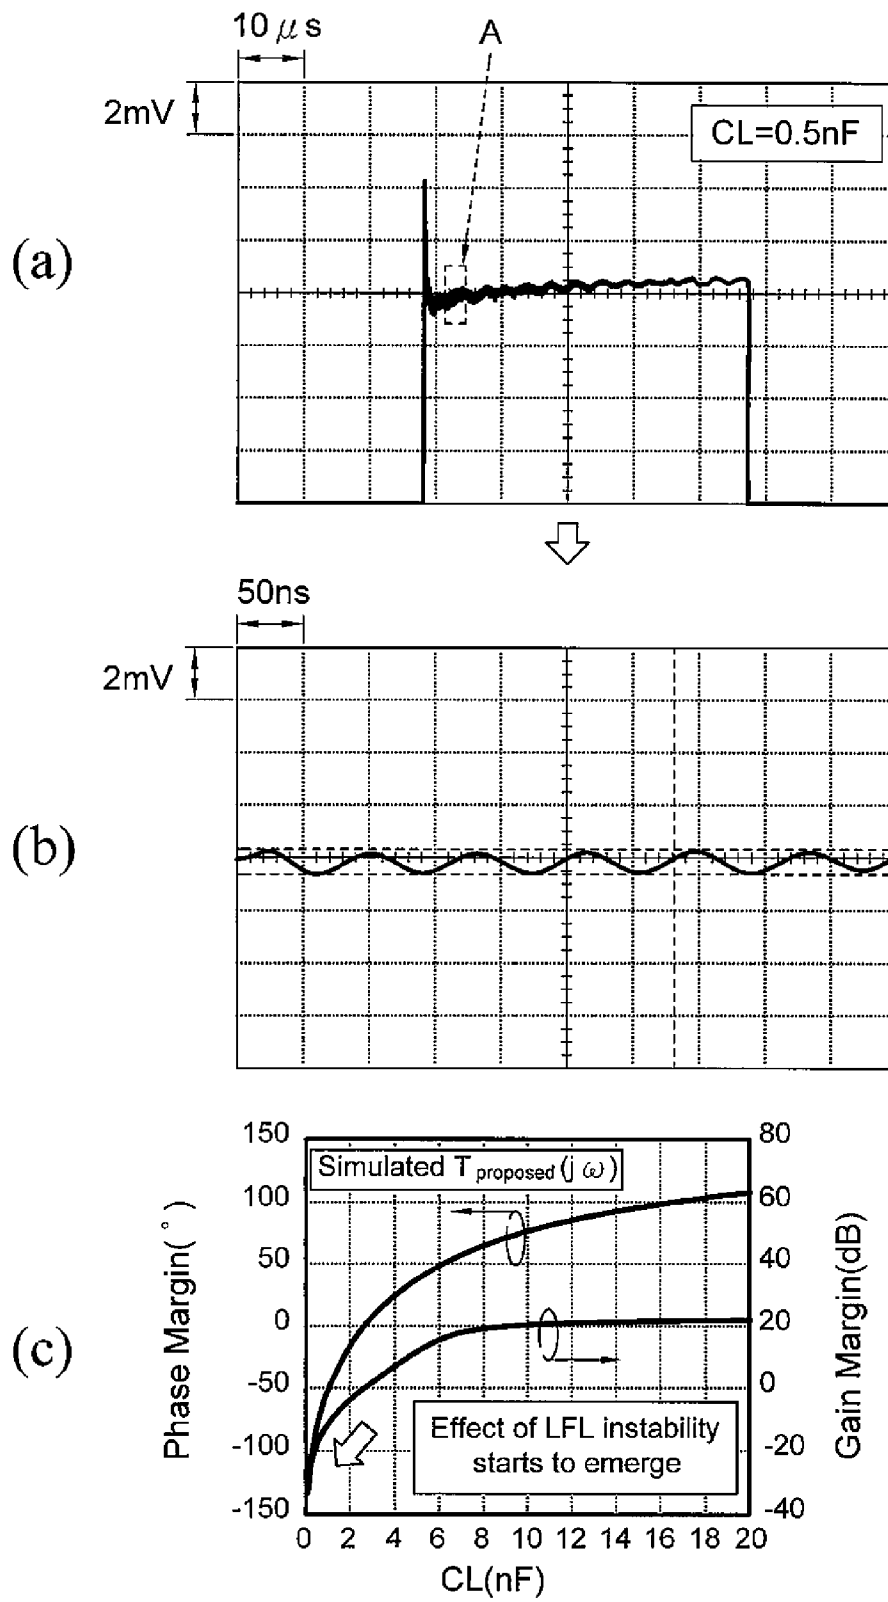 10 μs
A
2mV
CL=0.5nF
(a)
50ns
2mV
(b)
150
100
50
0
-50
-100
-150
Phase Margin(°)
Simulated T proposed (jω)
80
60
40
20
0
-20
-40
Gain Margin(dB)
(c)
Effect of LFL instability
starts to emerge
0 2 4 6 8 10 12 14 16 18 20
CL(nF)